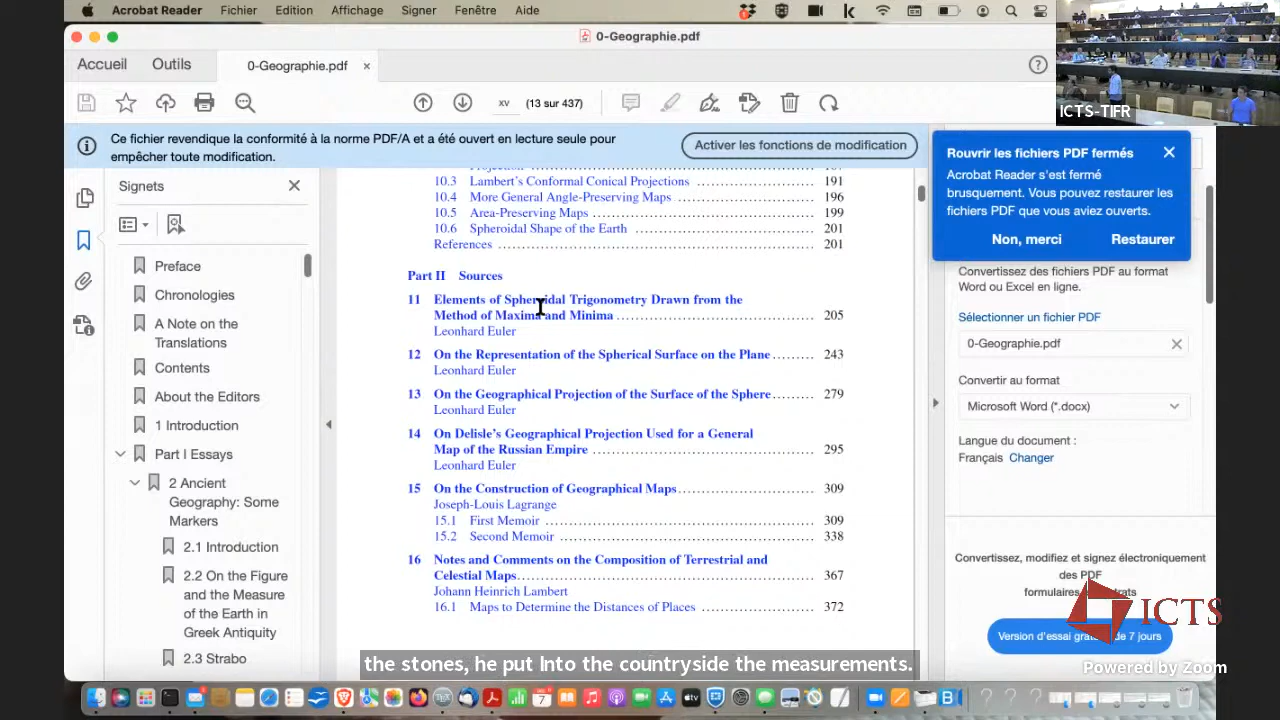 Acrobat Reader Fichier Edition Affichage Signer Fenêtre Aide
0-Geographie.pdf
Accueil Outils 0-Geographie.pdf ×
xv (13 sur 437)
ICTS-TIFR
Ce fichier revendique la conformité à la norme PDF/A et a été ouvert en lecture seule pour
empêcher toute modification.
Activer les fonctions de modification
Signets
Preface
Chronologies
A Note on the
Translations
Contents
About the Editors
1 Introduction
Part I Essays
2 Ancient
Geography: Some
Markers
2.1 Introduction
2.2 On the Figure
and the Measure
of the Earth in
Greek Antiquity
2.3 Strabo
10.3 Lambert's Conformal Conical Projections 191
10.4 More General Angle-Preserving Maps 196
10.5 Area-Preserving Maps 199
10.6 Spheroidal Shape of the Earth 201
References 201
Part II Sources
11 Elements of Spheroidal Trigonometry Drawn from the
Method of Maxima and Minima 205
Leonhard Euler
12 On the Representation of the Spherical Surface on the Plane 243
Leonhard Euler
13 On the Geographical Projection of the Surface of the Sphere 279
Leonhard Euler
14 On Delisle's Geographical Projection Used for a General
Map of the Russian Empire 295
Leonhard Euler
15 On the Construction of Geographical Maps 309
Joseph-Louis Lagrange
15.1 First Memoir 309
15.2 Second Memoir 338
16 Notes and Comments on the Composition of Terrestrial and
Celestial Maps 367
Johann Heinrich Lambert
16.1 Maps to Determine the Distances of Places 372
Rouvrir les fichiers PDF fermés
Acrobat Reader s'est fermé
brusquement. Vous pouvez restaurer les
fichiers PDF que vous aviez ouverts.
Non, merci Restaurer
Convertissez des fichiers PDF au format
Word ou Excel en ligne.
Sélectionner un fichier PDF
0-Geographie.pdf
Convertir au format
Microsoft Word (*.docx)
Langue du document :
Français Changer
Convertissez, modifiez et signez électroniquement
des PDF
ICTS
Version d'essai 7 jours
Powered by Zoom
the stones, he put Into the countryside the measurements.